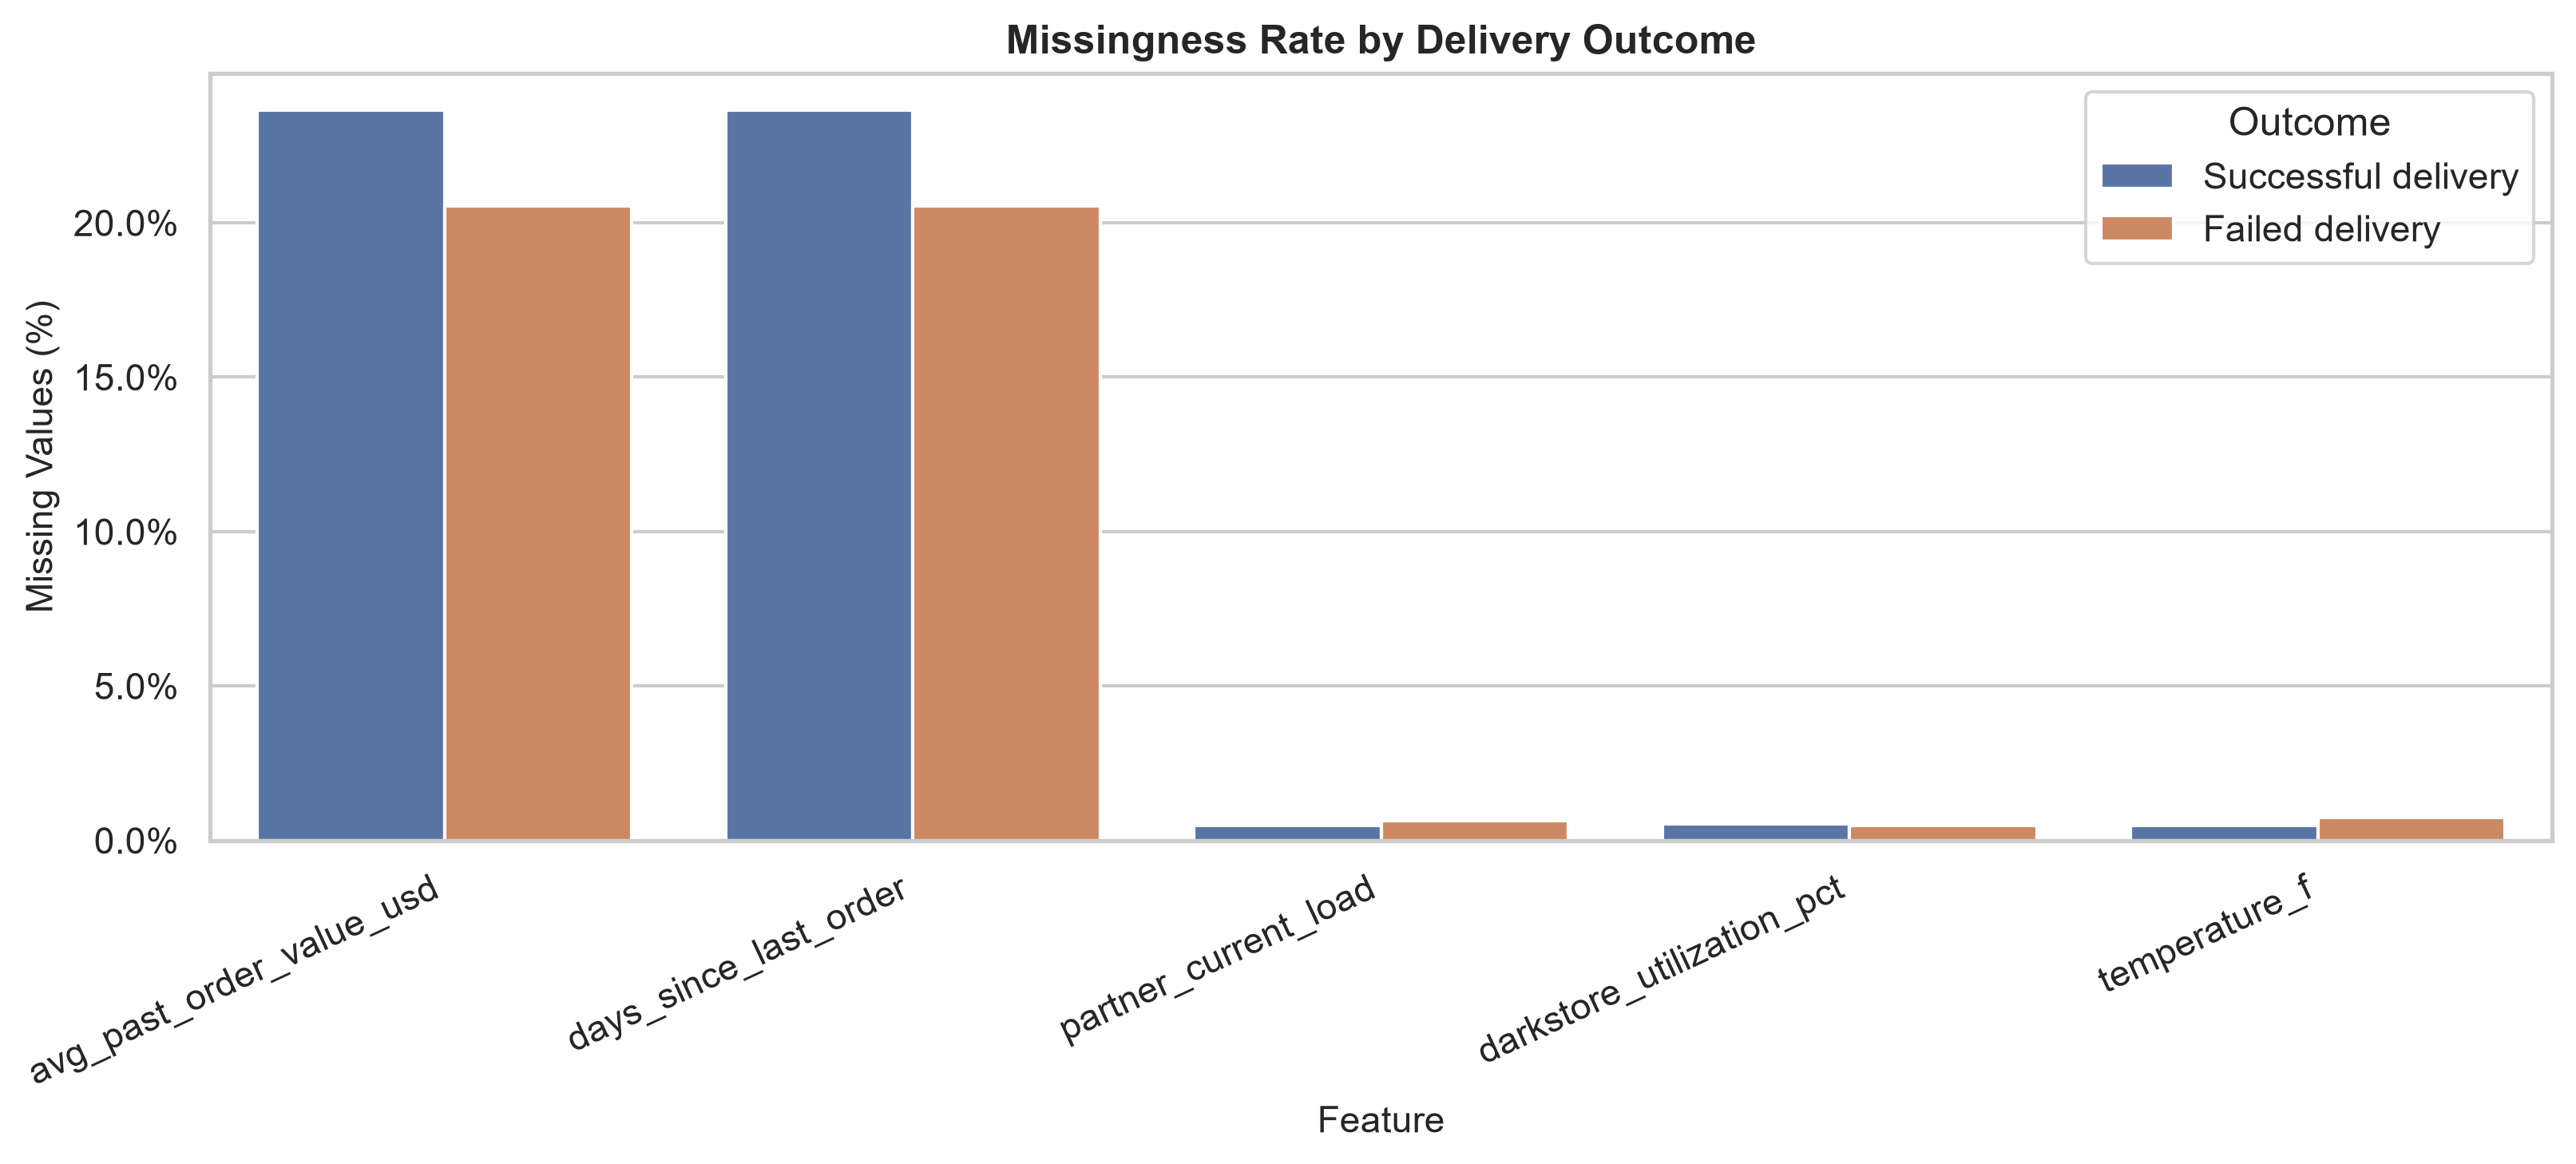 Missingness Rate by Delivery Outcome
Outcome
Successful delivery
Failed delivery
Missing Values (%)
20.0%
15.0%
10.0%
5.0%
0.0%
avg_past_order_value_usd
days_since_last_order
partner_current_load
darkstore_utilization_pct
temperature_f
Feature